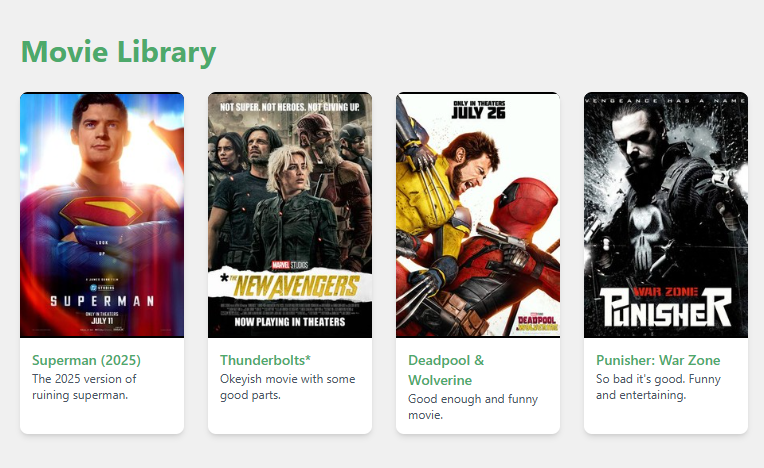 Movie Library
LOOK
UP
A JAMES GUNN FILM
DC
STUDIOS
SUPERMAN
ONLY IN THEATERS
JULY 11
Superman (2025)
The 2025 version of
ruining superman.
NOT SUPER. NOT HEROES. NOT GIVING UP.
MARVEL STUDIOS
*THE NEW AVENGERS
NOW PLAYING IN THEATERS
Thunderbolts*
Okeyish movie with some
good parts.
ONLY IN THEATERS
JULY 26
DEADPOOL
& WOLVERINE
Deadpool &
Wolverine
Good enough and funny
movie.
VENGEANCE HAS A NAME
WAR ZONE
PUNISHER
Punisher: War Zone
So bad it's good. Funny
and entertaining.